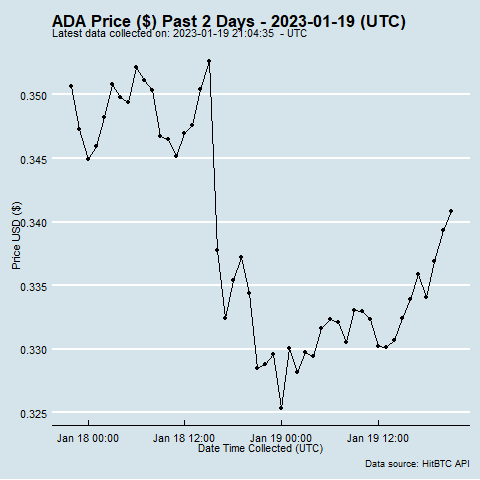 ADA Price ($) Past 2 Days - 2023-01-19 (UTC)
Latest data collected on: 2023-01-19 21:04:35 - UTC
0.350
0.345
0.340
0.335
0.330
0.325
Price USD ($)
Jan 18 00:00 Jan 18 12:00 Jan 19 00:00 Jan 19 12:00
Date Time Collected (UTC)
Data source: HitBTC API